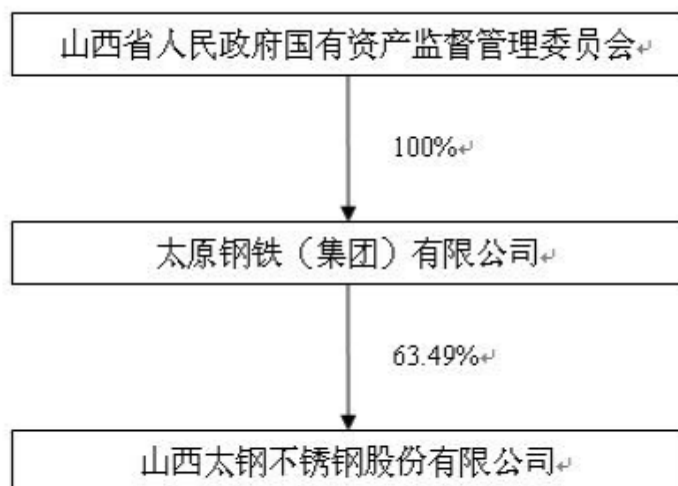 山西省人民政府国有资产监督管理委员会
100%
太原钢铁（集团）有限公司
63.49%
山西太钢不锈钢股份有限公司